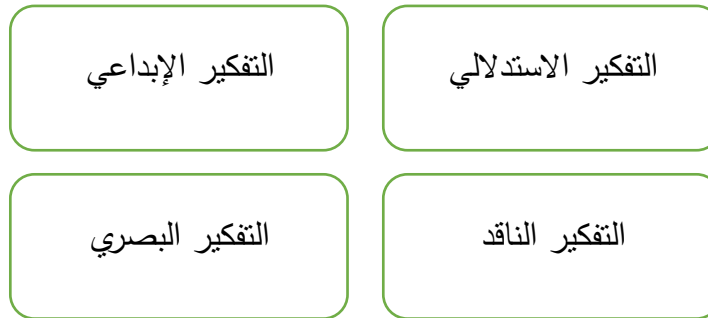 التفكير الاستدلالي
التفكير الإبداعي
التفكير الناقد
التفكير البصري